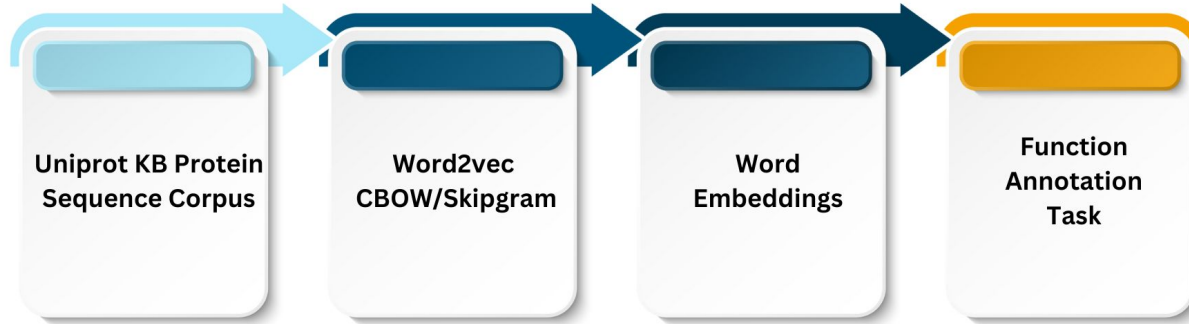 Uniprot KB Protein
Sequence Corpus
Word2vec
CBOW/Skipgram
Word
Embeddings
Function
Annotation
Task